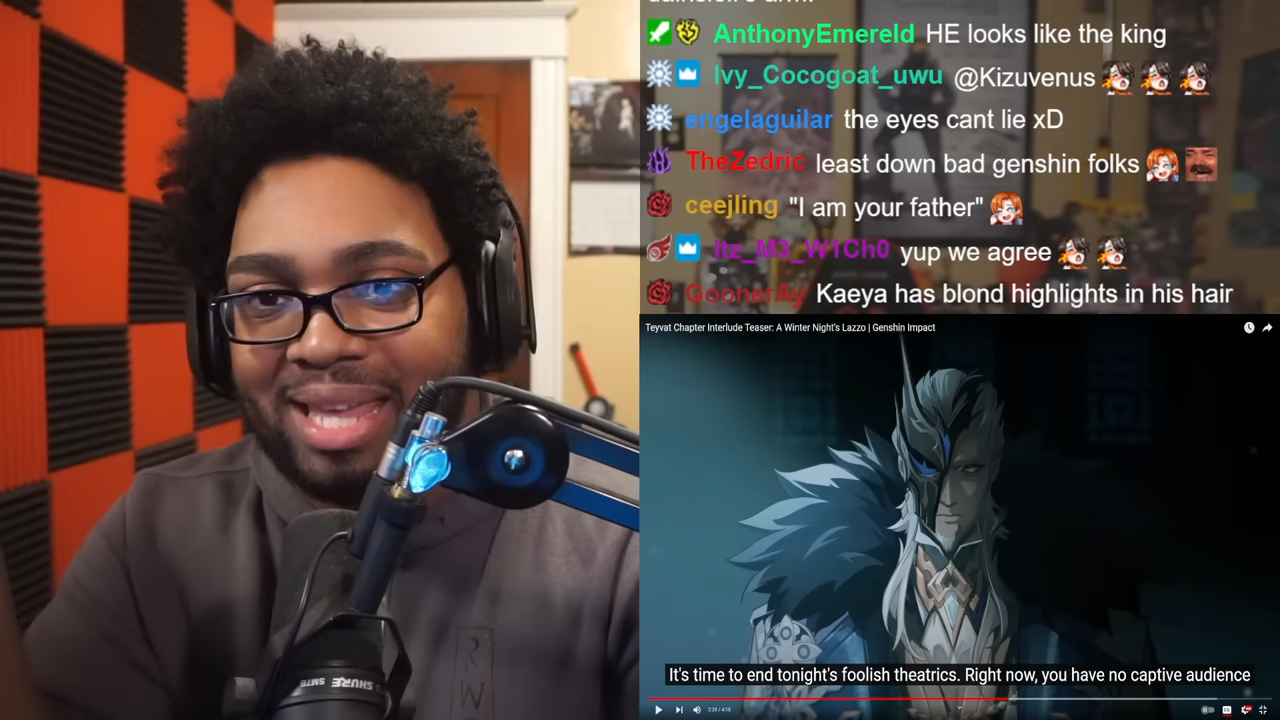 AnthonyEmereld HE looks like the king
Ivy_Cocogoat_uwu @Kizuvenus
engelaguilar the eyes cant lie xD
TheZedric least down bad genshin folks
ceejling "I am your father"
Itz_M3_W1Ch0 yup we agree
GoonerAy Kaeya has blond highlights in his hair
Teyvat Chapter Interlude Teaser: A Winter Night's Lazzo | Genshin Impact
It's time to end tonight's foolish theatrics. Right now, you have no captive audience
SHURE SM7B
R
W